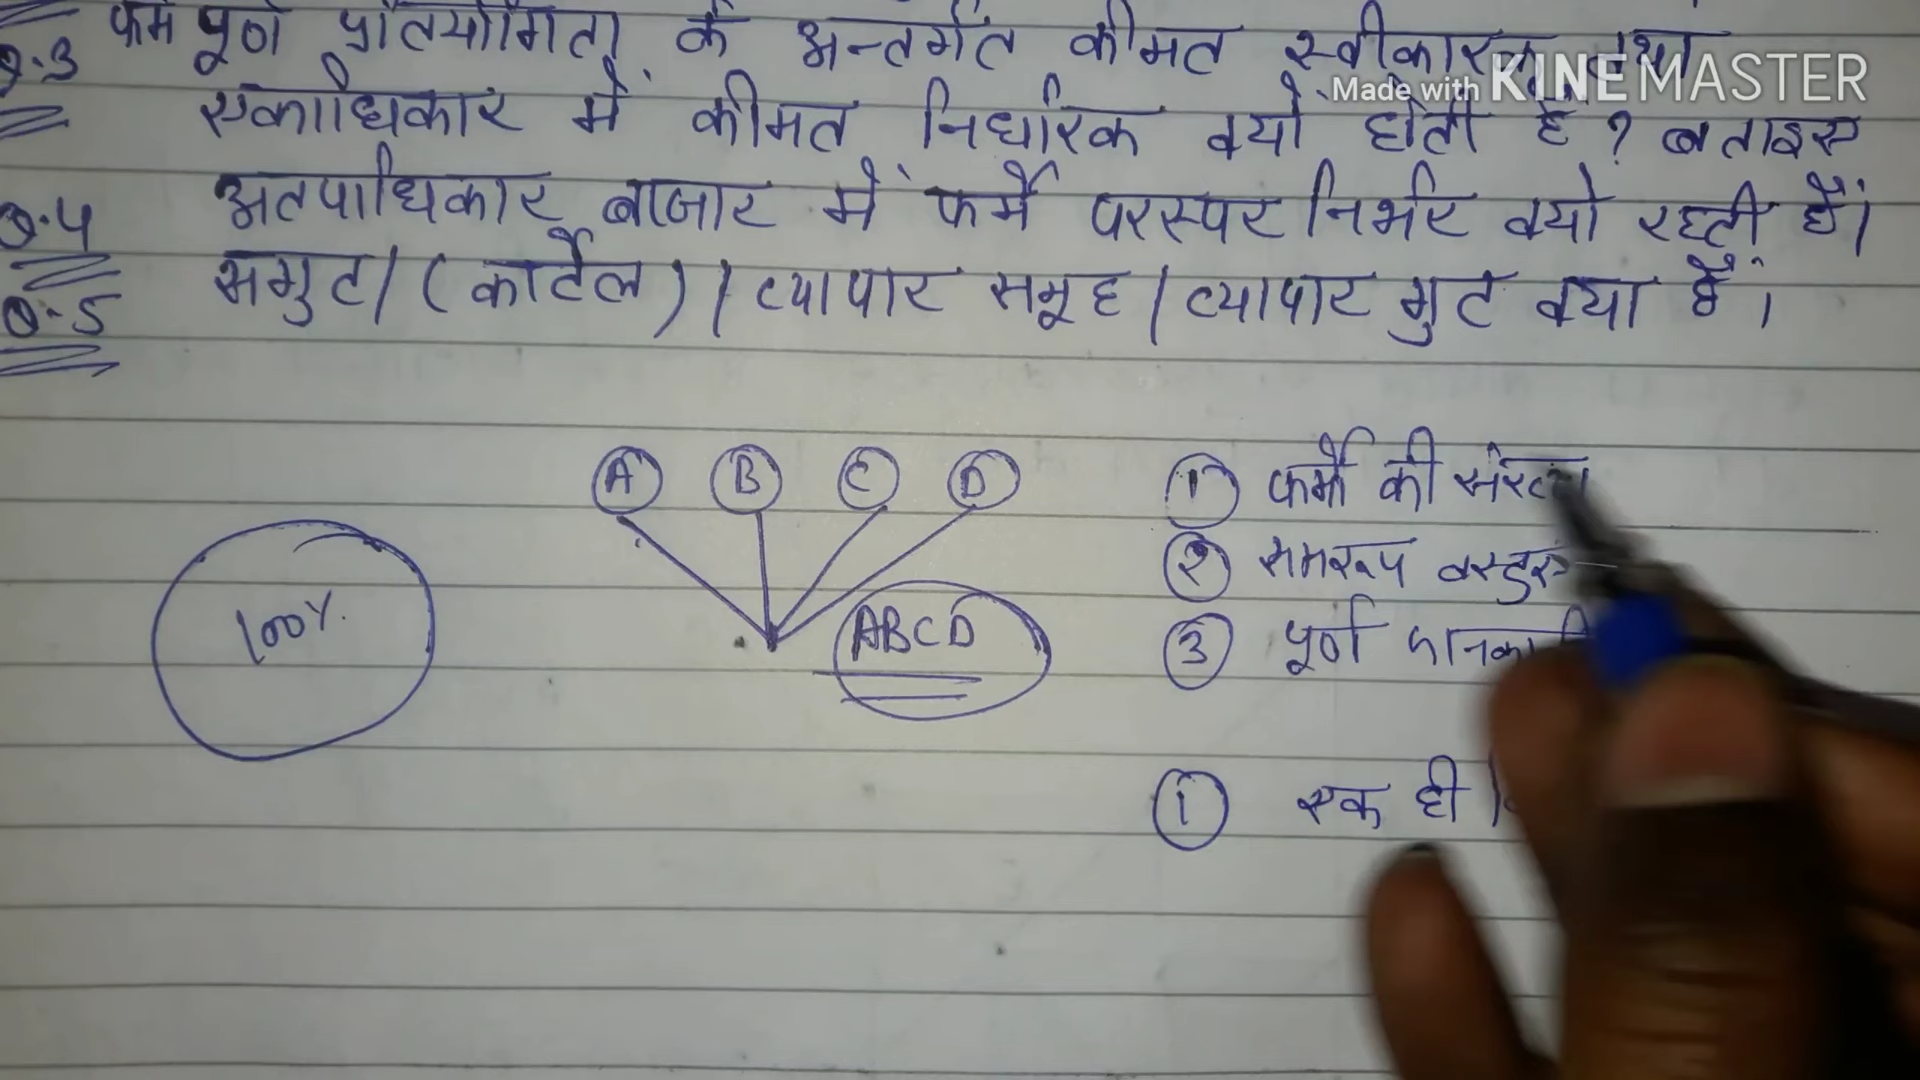 Q.3 फर्म पूर्ण प्रतियोगिता के अन्तर्गत कीमत स्वीकारक तथा
Made with KINEMASTER
एकाधिकार में कीमत निर्धारक क्यों होती है ? बताइए
Q.4 अल्पाधिकार बाजार में फर्में परस्पर निर्भर क्यो रहती हैं।
Q.5 समुट / (कार्टेल) / व्यापार समूह / व्यापार गुट क्या हैं।
A B C D
① फर्मो की संख्या
② समरूप वस्तुए
③ पूर्ण
100%
ABCD
① एक ही